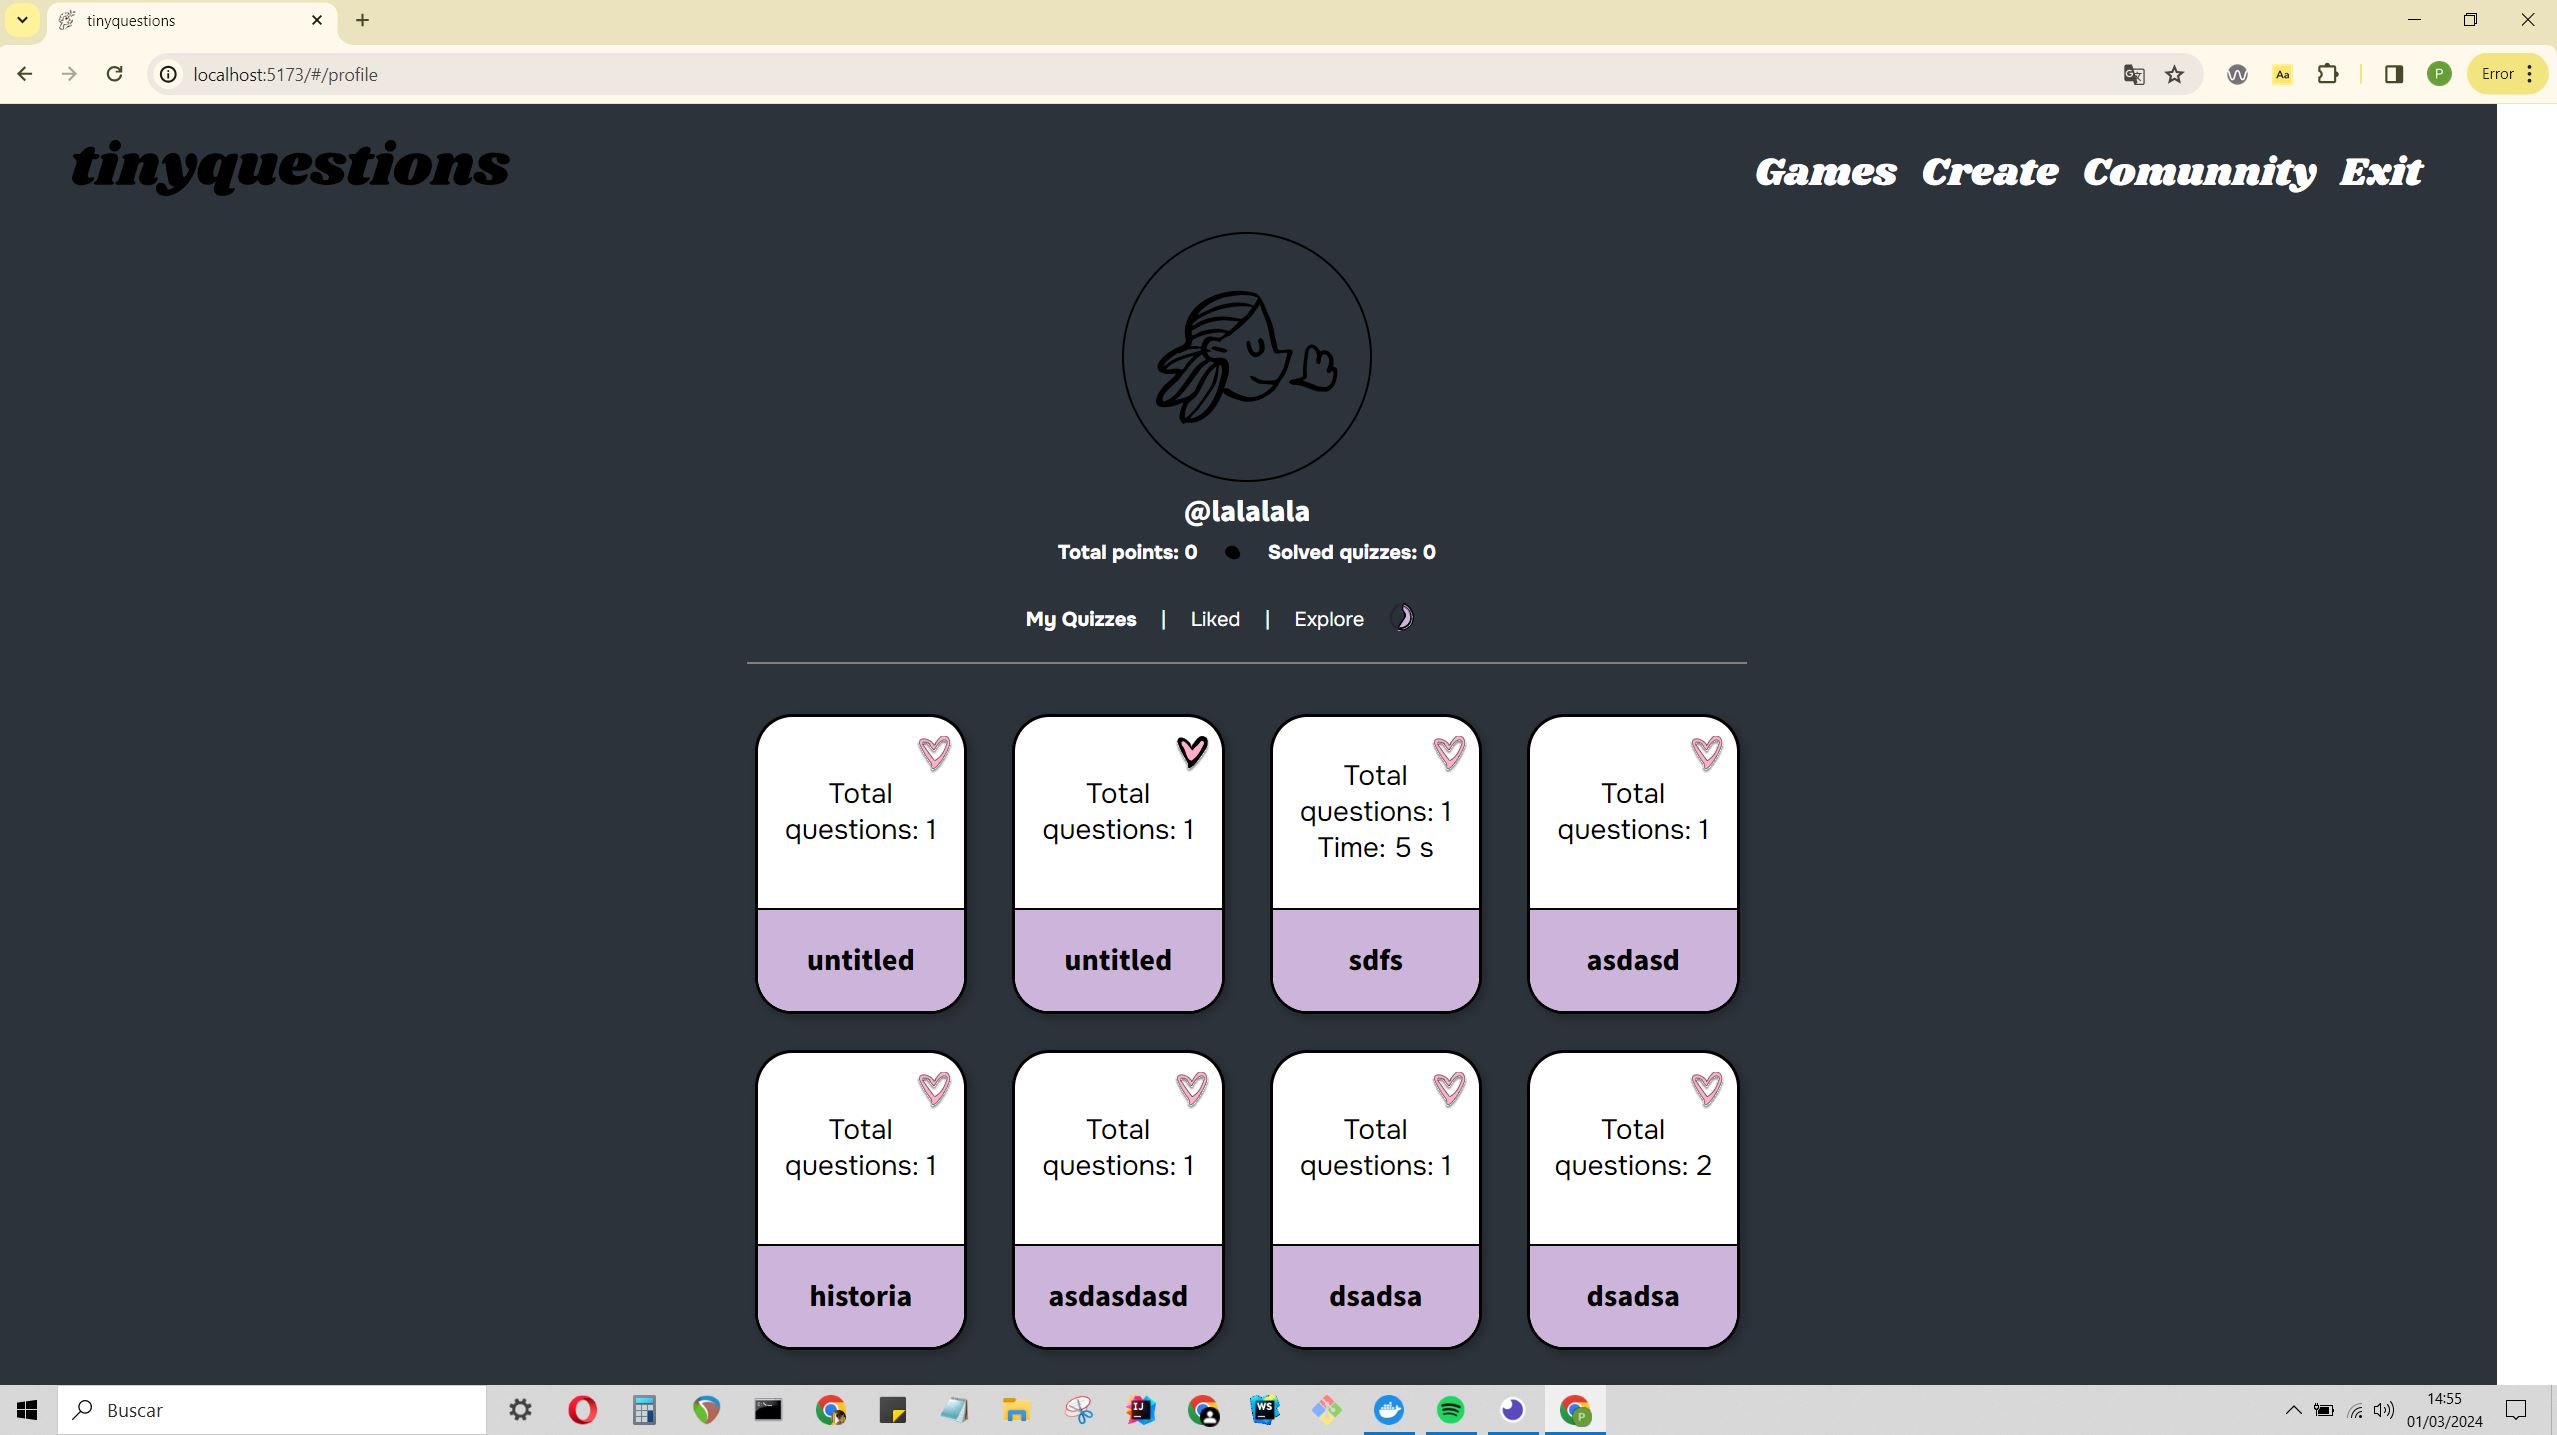 tinyquestions
localhost:5173/#/profile
Aa
P
Error
tinyquestions
Games Create Comunnity Exit
@lalalala
Total points: 0 Solved quizzes: 0
My Quizzes | Liked | Explore
Total
questions: 1
untitled
Total
questions: 1
untitled
Total
questions: 1
Time: 5 s
sdfs
Total
questions: 1
asdasd
Total
questions: 1
historia
Total
questions: 1
asdasdasd
Total
questions: 1
dsadsa
Total
questions: 2
dsadsa
Buscar
IJ
WS
P
14:55
01/03/2024